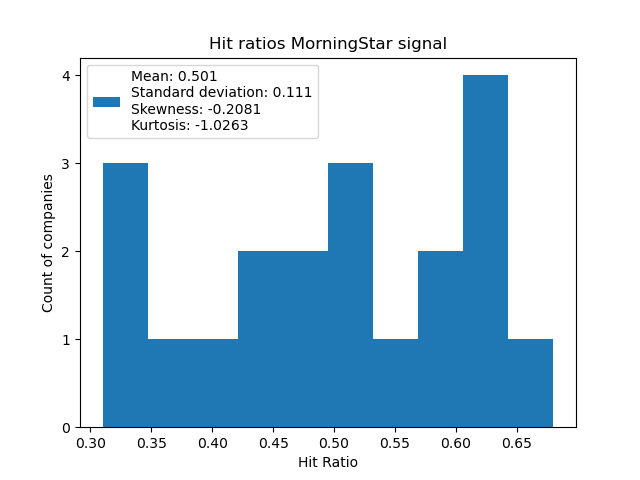 Hit ratios MorningStar signal
Mean: 0.501
Standard deviation: 0.111
Skewness: -0.2081
Kurtosis: -1.0263
Count of companies
4
3
2
1
0
0.30 0.35 0.40 0.45 0.50 0.55 0.60 0.65
Hit Ratio